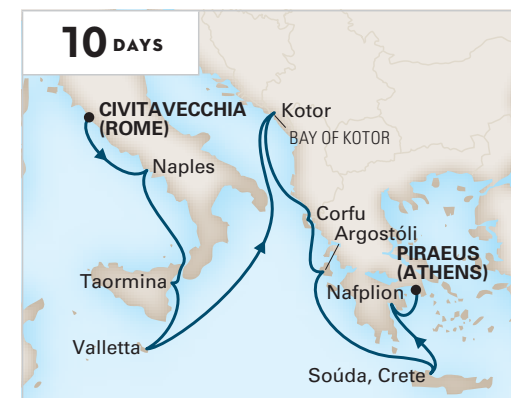 10 DAYS
CIVITAVECCHIA
(ROME)
Naples
Taormina
Valletta
Kotor
BAY OF KOTOR
Corfu
Argostóli
PIRAEUS
(ATHENS)
Nafplion
Soúda, Crete